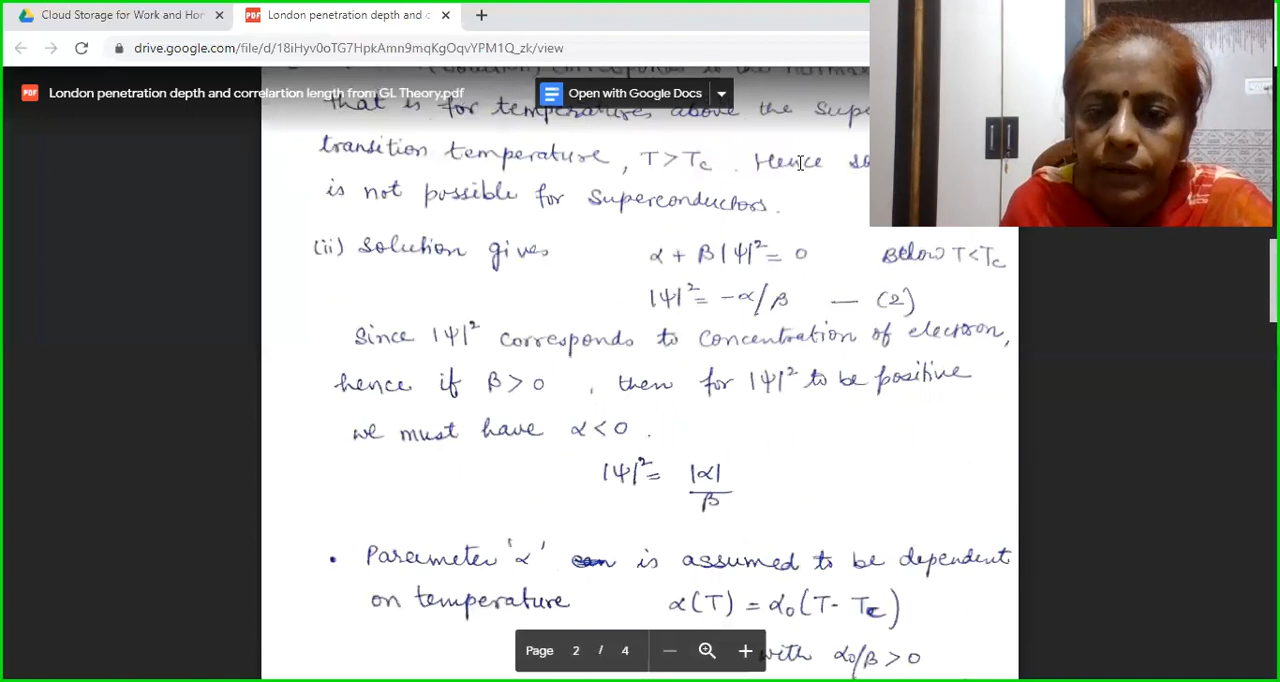 Cloud Storage for Work and Hor
London penetration depth and c
drive.google.com/file/d/18iHyv0oTG7HpkAmn9mqKgOqvYPM1Q_zk/view
London penetration depth and correlartion length from GL Theory.pdf
Open with Google Docs
that is for temperatures above the Supe
transition temperature, T > Tc. Hence so
is not possible for Superconductors.
(ii) Solution gives α + β|Ψ|² = 0 Below T<Tc
|Ψ|² = -α/β — (2)
Since |Ψ|² corresponds to concentration of electron,
hence if β > 0, then for |Ψ|² to be positive
we must have α < 0.
|Ψ|² = |α|/β
• Parameter 'α' is assumed to be dependent
on temperature α(T) = α₀(T - Tc)
with α₀/β > 0
Page 2 / 4